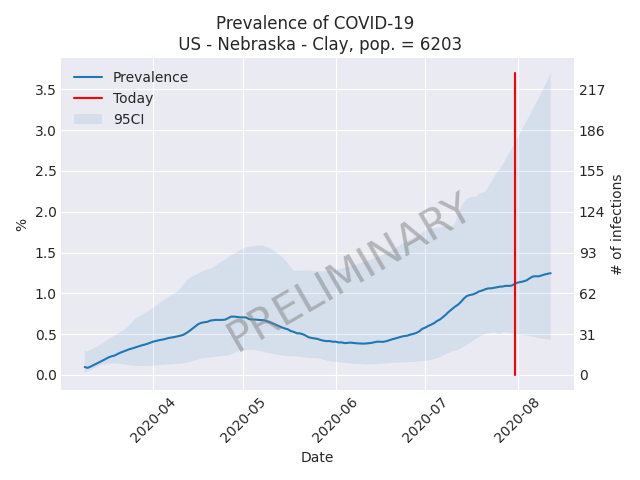 Prevalence of COVID-19
US - Nebraska - Clay, pop. = 6203
Prevalence
Today
95CI
3.5
3.0
2.5
2.0
1.5
1.0
0.5
0.0
%
217
186
155
124
93
62
31
0
# of infections
PRELIMINARY
2020-04
2020-05
2020-06
2020-07
2020-08
Date